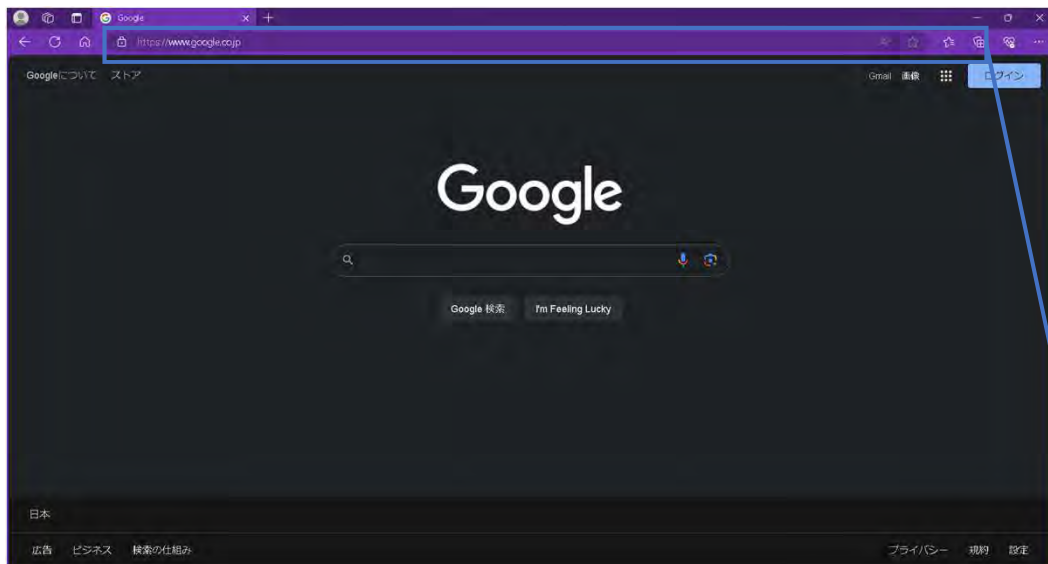 Google
https://www.google.co.jp
Googleについて ストア Gmail 画像 ログイン
Google
Google 検索 I'm Feeling Lucky
日本
広告 ビジネス 検索の仕組み プライバシー 規約 設定